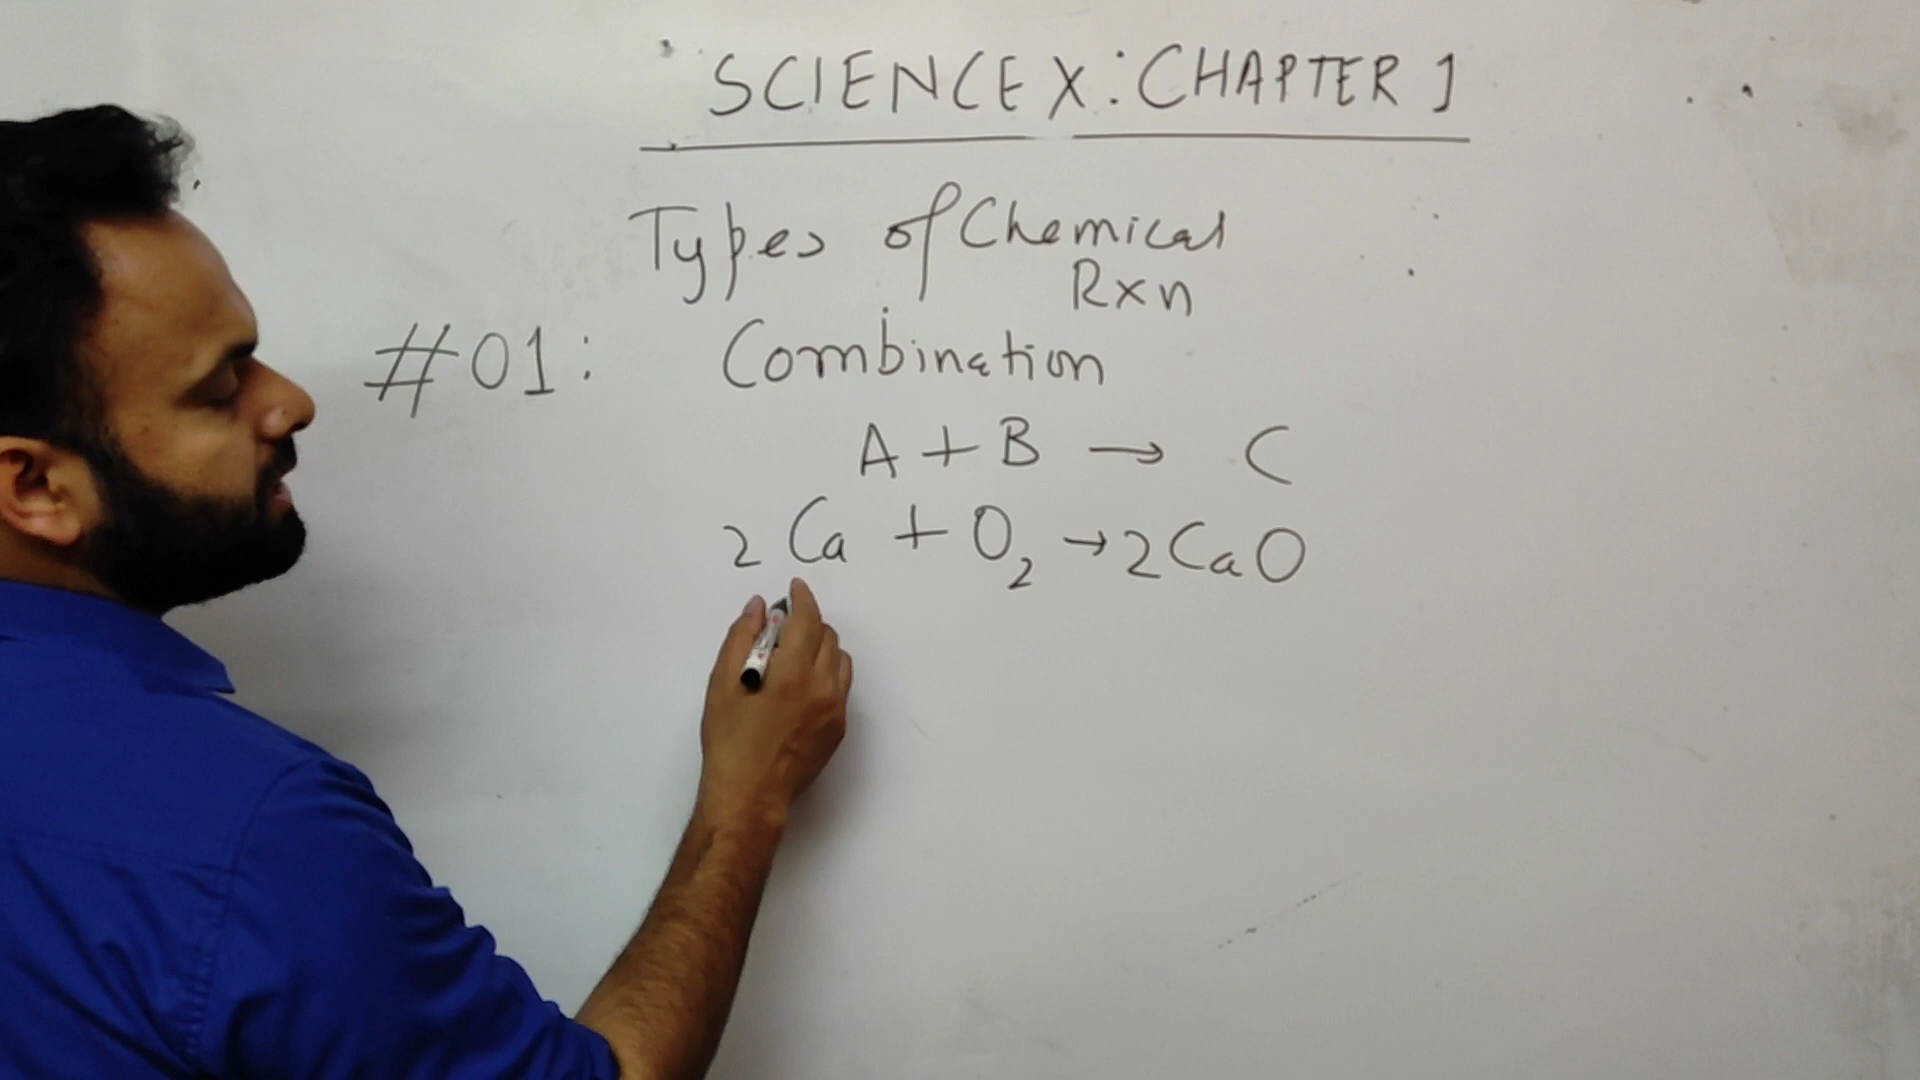 SCIENCE X: CHAPTER 1
Types of Chemical
Rxn
#01: Combination
A + B → C
2Ca + O₂ → 2CaO